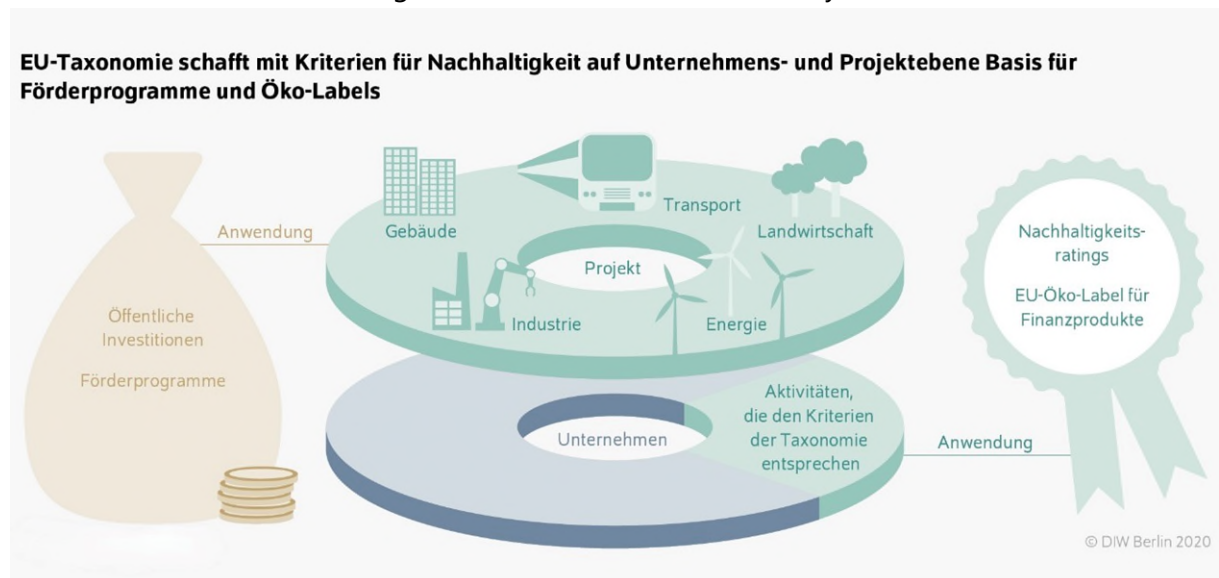 EU-Taxonomie schafft mit Kriterien für Nachhaltigkeit auf Unternehmens- und Projektebene Basis für
Förderprogramme und Öko-Labels
Anwendung
Öffentliche
Investitionen
Förderprogramme
Gebäude
Transport
Landwirtschaft
Projekt
Industrie
Energie
Unternehmen
Aktivitäten,
die den Kriterien
der Taxonomie
entsprechen
Anwendung
Nachhaltigkeits-
ratings
EU-Öko-Label für
Finanzprodukte
© DIW Berlin 2020